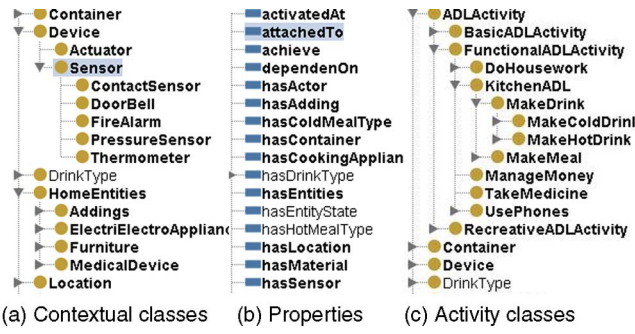 Container
Device
Actuator
Sensor
ContactSensor
DoorBell
FireAlarm
PressureSensor
Thermometer
DrinkType
HomeEntities
Addings
ElectriElectroApplianc
Furniture
MedicalDevice
Location
(a) Contextual classes
activatedAt
attachedTo
achieve
dependenOn
hasActor
hasAdding
hasColdMealType
hasContainer
hasCookingApplian
hasDrinkType
hasEntities
hasEntityState
hasHotMealType
hasLocation
hasMaterial
hasSensor
(b) Properties
ADLActivity
BasicADLActivity
FunctionalADLActivity
DoHousework
KitchenADL
MakeDrink
MakeColdDrinl
MakeHotDrink
MakeMeal
ManageMoney
TakeMedicine
UsePhones
RecreativeADLActivity
Container
Device
DrinkType
(c) Activity classes